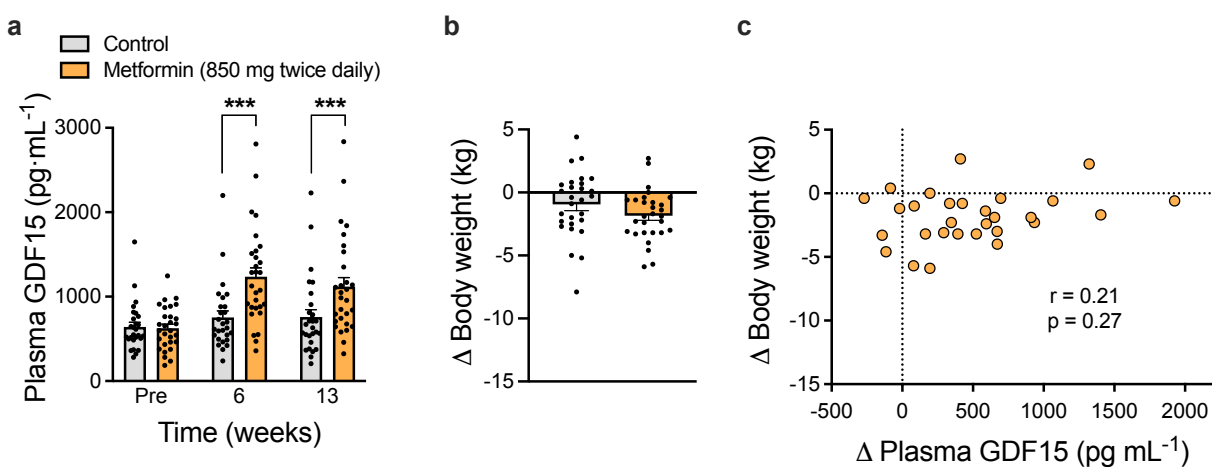 a
Control
Metformin (850 mg twice daily)
Plasma GDF15 (pg·mL⁻¹)
3000
2000
1000
0
***
***
Pre
6
13
Time (weeks)
b
Δ Body weight (kg)
5
0
-5
-10
-15
c
Δ Body weight (kg)
5
0
-5
-10
-15
r = 0.21
p = 0.27
-500
0
500
1000
1500
2000
Δ Plasma GDF15 (pg mL⁻¹)